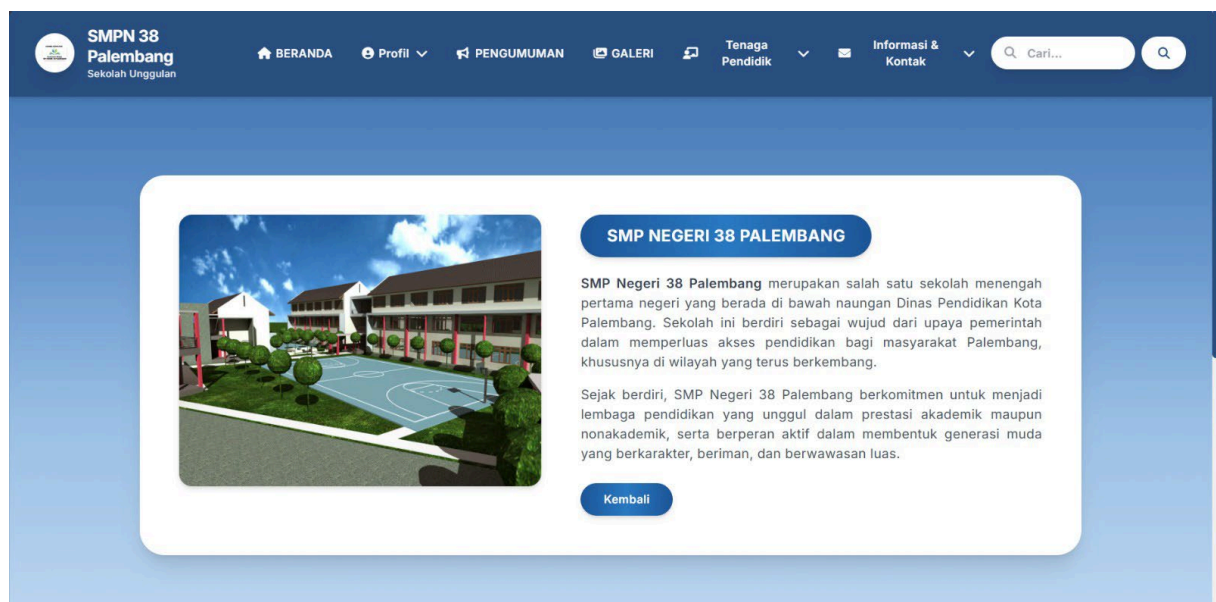 SMPN 38
Palembang
Sekolah Unggulan
BERANDA
Profil
PENGUMUMAN
GALERI
Tenaga
Pendidik
Informasi &
Kontak
Cari...
SMP NEGERI 38 PALEMBANG
SMP Negeri 38 Palembang merupakan salah satu sekolah menengah
pertama negeri yang berada di bawah naungan Dinas Pendidikan Kota
Palembang. Sekolah ini berdiri sebagai wujud dari upaya pemerintah
dalam memperluas akses pendidikan bagi masyarakat Palembang,
khususnya di wilayah yang terus berkembang.
Sejak berdiri, SMP Negeri 38 Palembang berkomitmen untuk menjadi
lembaga pendidikan yang unggul dalam prestasi akademik maupun
nonakademik, serta berperan aktif dalam membentuk generasi muda
yang berkarakter, beriman, dan berwawasan luas.
Kembali